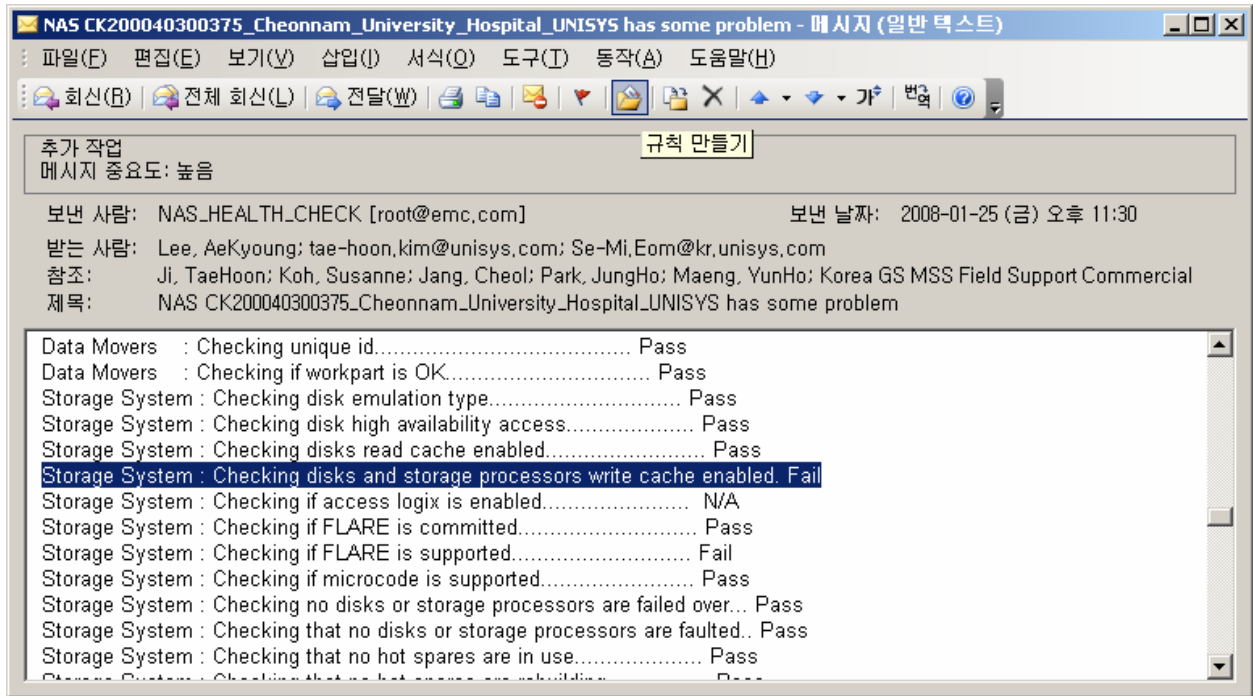 NAS CK200040300375_Cheonnam_University_Hospital_UNISYS has some problem - 메시지 (일반 텍스트)
파일(F) 편집(E) 보기(V) 삽입(I) 서식(O) 도구(T) 동작(A) 도움말(H)
회신(R) 전체 회신(L) 전달(W) 가 번역
규칙 만들기
추가 작업
메시지 중요도: 높음
보낸 사람: NAS_HEALTH_CHECK [root@emc.com] 보낸 날짜: 2008-01-25 (금) 오후 11:30
받는 사람: Lee, AeKyoung; tae-hoon.kim@unisys.com; Se-Mi.Eom@kr.unisys.com
참조: Ji, TaeHoon; Koh, Susanne; Jang, Cheol; Park, JungHo; Maeng, YunHo; Korea GS MSS Field Support Commercial
제목: NAS CK200040300375_Cheonnam_University_Hospital_UNISYS has some problem
Data Movers : Checking unique id..................................... Pass
Data Movers : Checking if workpart is OK.............................. Pass
Storage System : Checking disk emulation type............................ Pass
Storage System : Checking disk high availability access................... Pass
Storage System : Checking disks read cache enabled....................... Pass
Storage System : Checking disks and storage processors write cache enabled. Fail
Storage System : Checking if access logix is enabled...................... N/A
Storage System : Checking if FLARE is committed.......................... Pass
Storage System : Checking if FLARE is supported.......................... Fail
Storage System : Checking if microcode is supported....................... Pass
Storage System : Checking no disks or storage processors are failed over... Pass
Storage System : Checking that no disks or storage processors are faulted.. Pass
Storage System : Checking that no hot spares are in use................... Pass
Storage System : Checking that no hot spares are rebuilding............... Pass